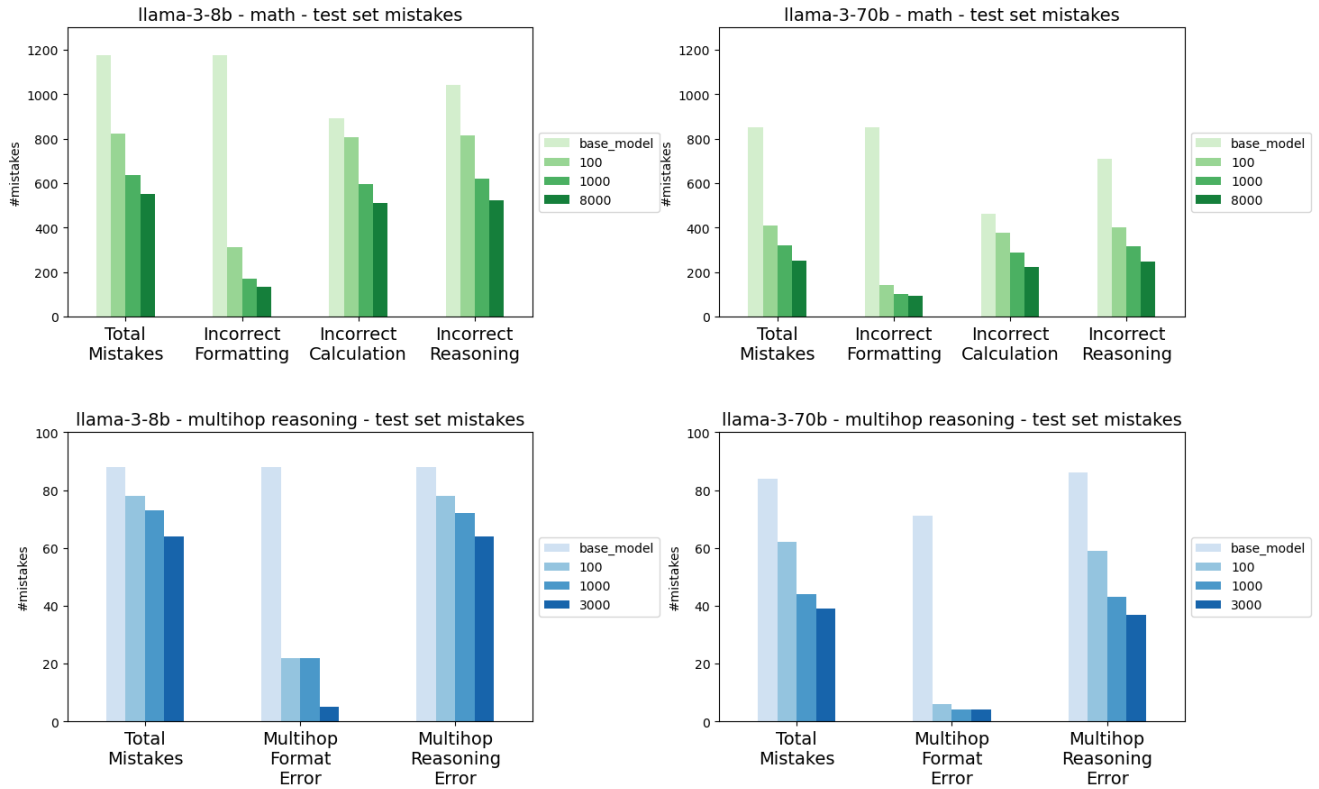 llama-3-8b - math - test set mistakes
#mistakes
1200
1000
800
600
400
200
0
Total
Mistakes
Incorrect
Formatting
Incorrect
Calculation
Incorrect
Reasoning
base_model
100
1000
8000
llama-3-70b - math - test set mistakes
#mistakes
1200
1000
800
600
400
200
0
Total
Mistakes
Incorrect
Formatting
Incorrect
Calculation
Incorrect
Reasoning
base_model
100
1000
8000
llama-3-8b - multihop reasoning - test set mistakes
#mistakes
100
80
60
40
20
0
Total
Mistakes
Multihop
Format
Error
Multihop
Reasoning
Error
base_model
100
1000
3000
llama-3-70b - multihop reasoning - test set mistakes
#mistakes
100
80
60
40
20
0
Total
Mistakes
Multihop
Format
Error
Multihop
Reasoning
Error
base_model
100
1000
3000